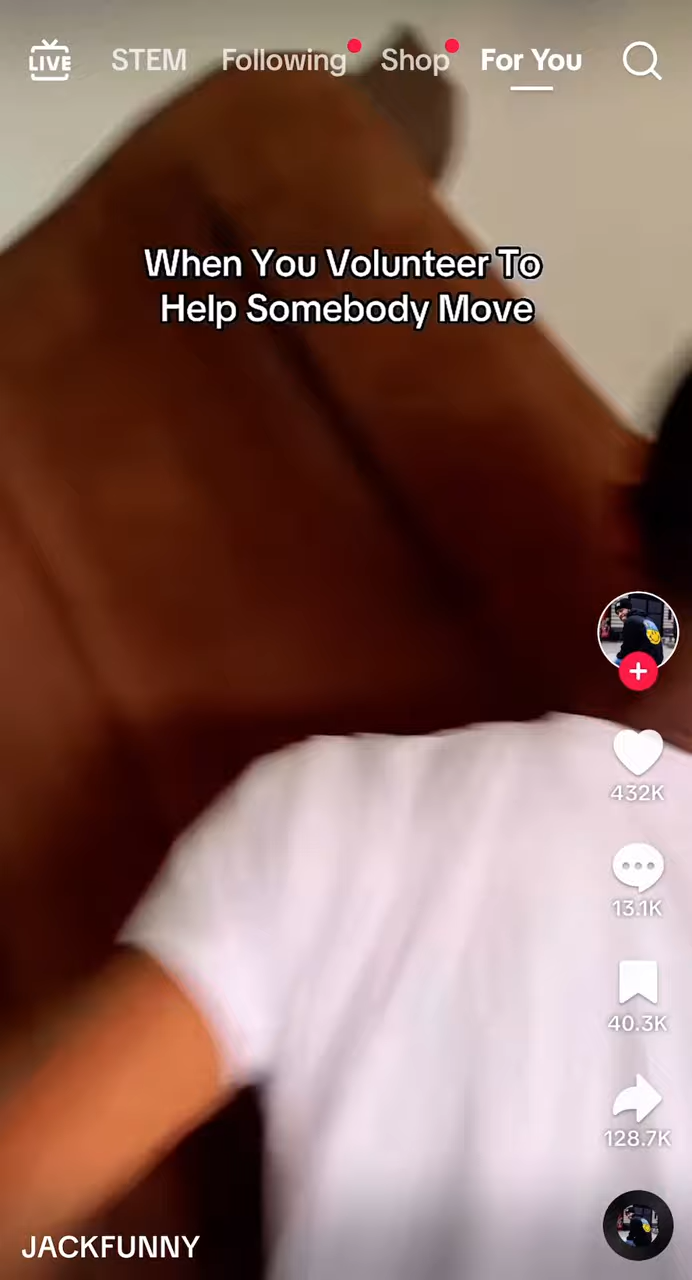 LIVE STEM Following Shop For You
When You Volunteer To
Help Somebody Move
432K
13.1K
40.3K
128.7K
JACKFUNNY